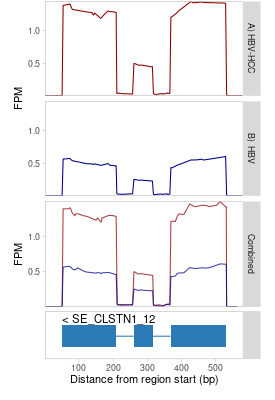 1.0
0.5
A) HBV-HCC
FPM
1.0
0.5
B) HBV
1.0
0.5
FPM
Combined
< SE_CLSTN1_12
100 200 300 400 500
Distance from region start (bp)